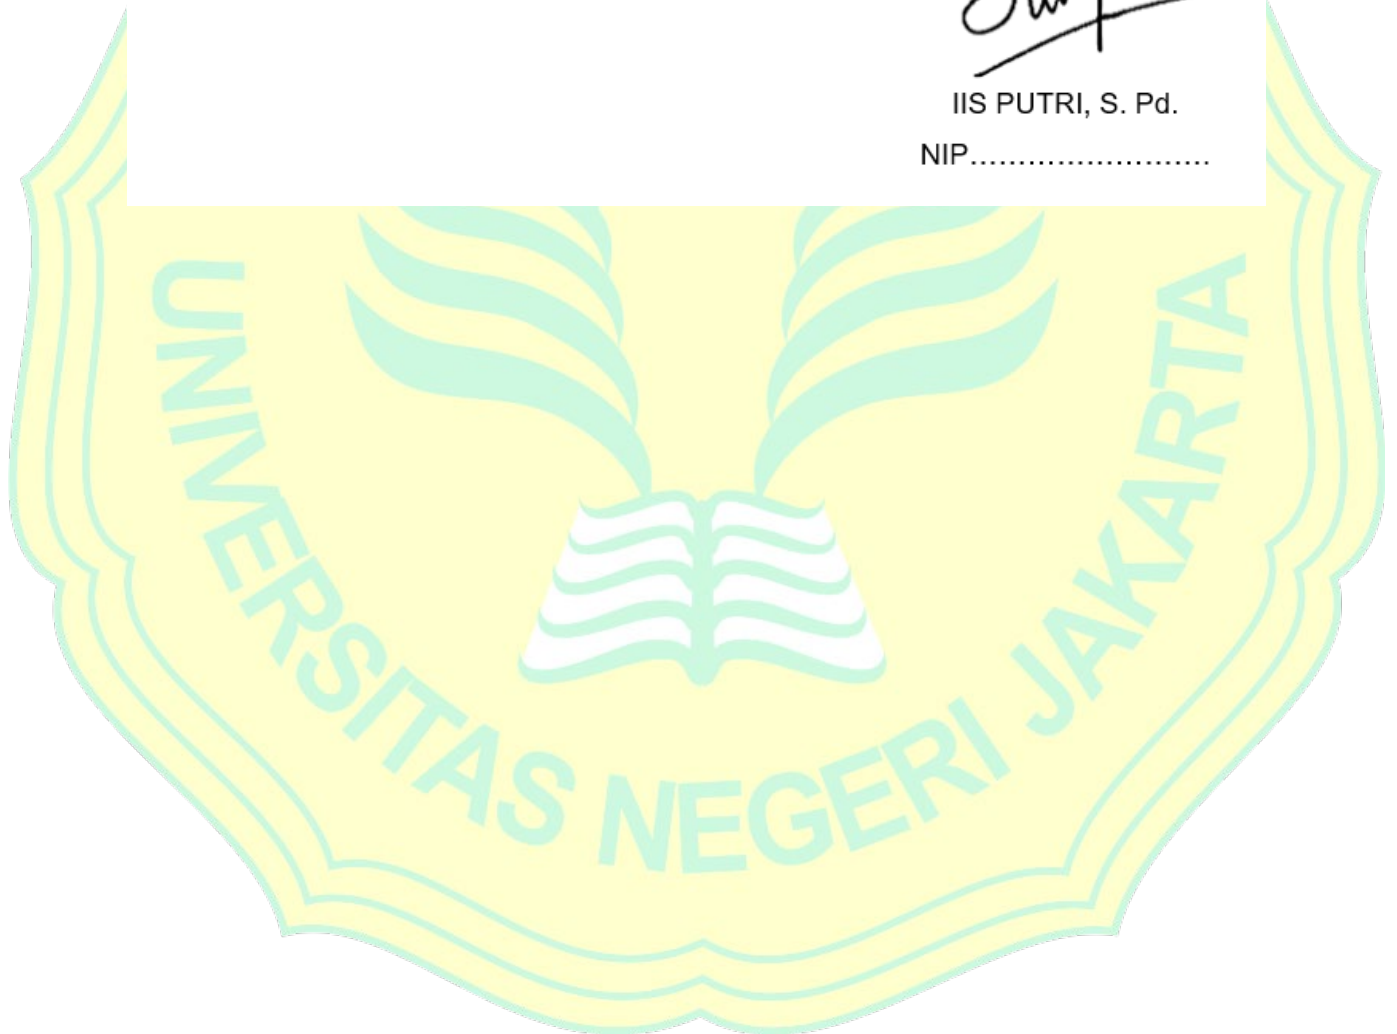 IIS PUTRI, S. Pd.
NIP........................
UNIVERSITAS NEGERI JAKARTA